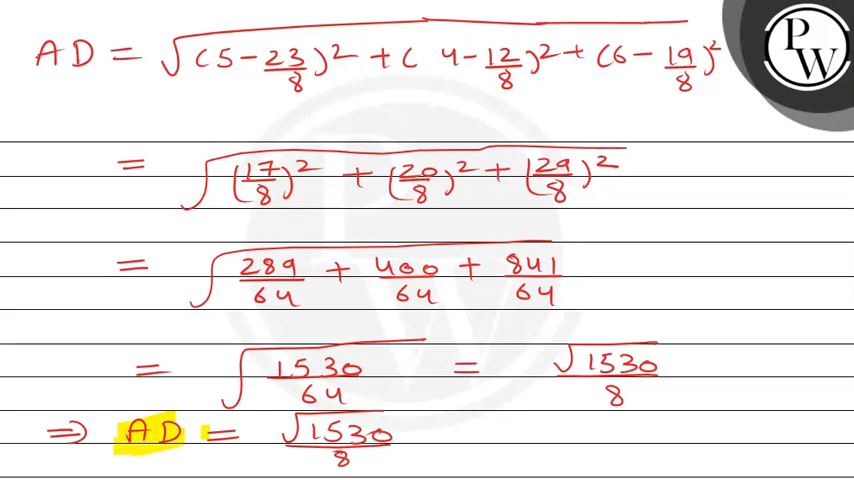 PW
AD = √(5 - 23/8)² + (4 - 12/8)² + (6 - 19/8)²
= √(17/8)² + (20/8)² + (29/8)²
= √289/64 + 400/64 + 841/64
= √1530/64 = √1530/8
⇒ AD = √1530/8